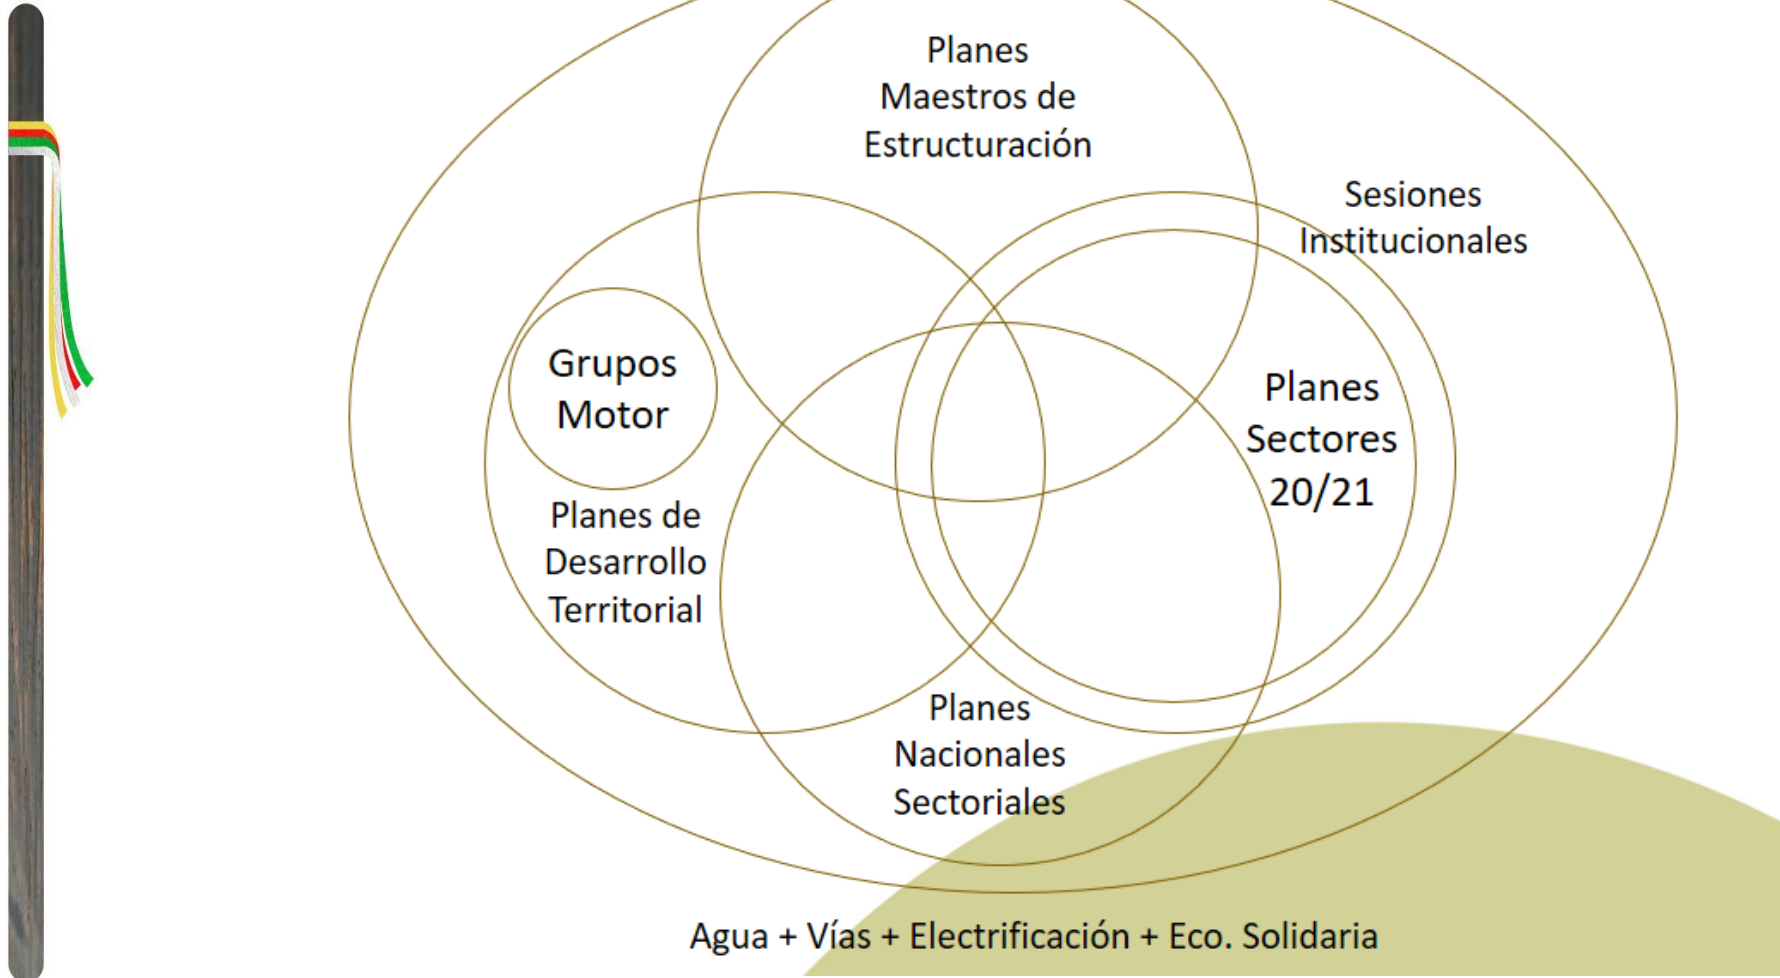 Planes
Maestros de
Estructuración
Sesiones
Institucionales
Grupos
Motor
Planes
Sectores
20/21
Planes de
Desarrollo
Territorial
Planes
Nacionales
Sectoriales
Agua + Vías + Electrificación + Eco. Solidaria